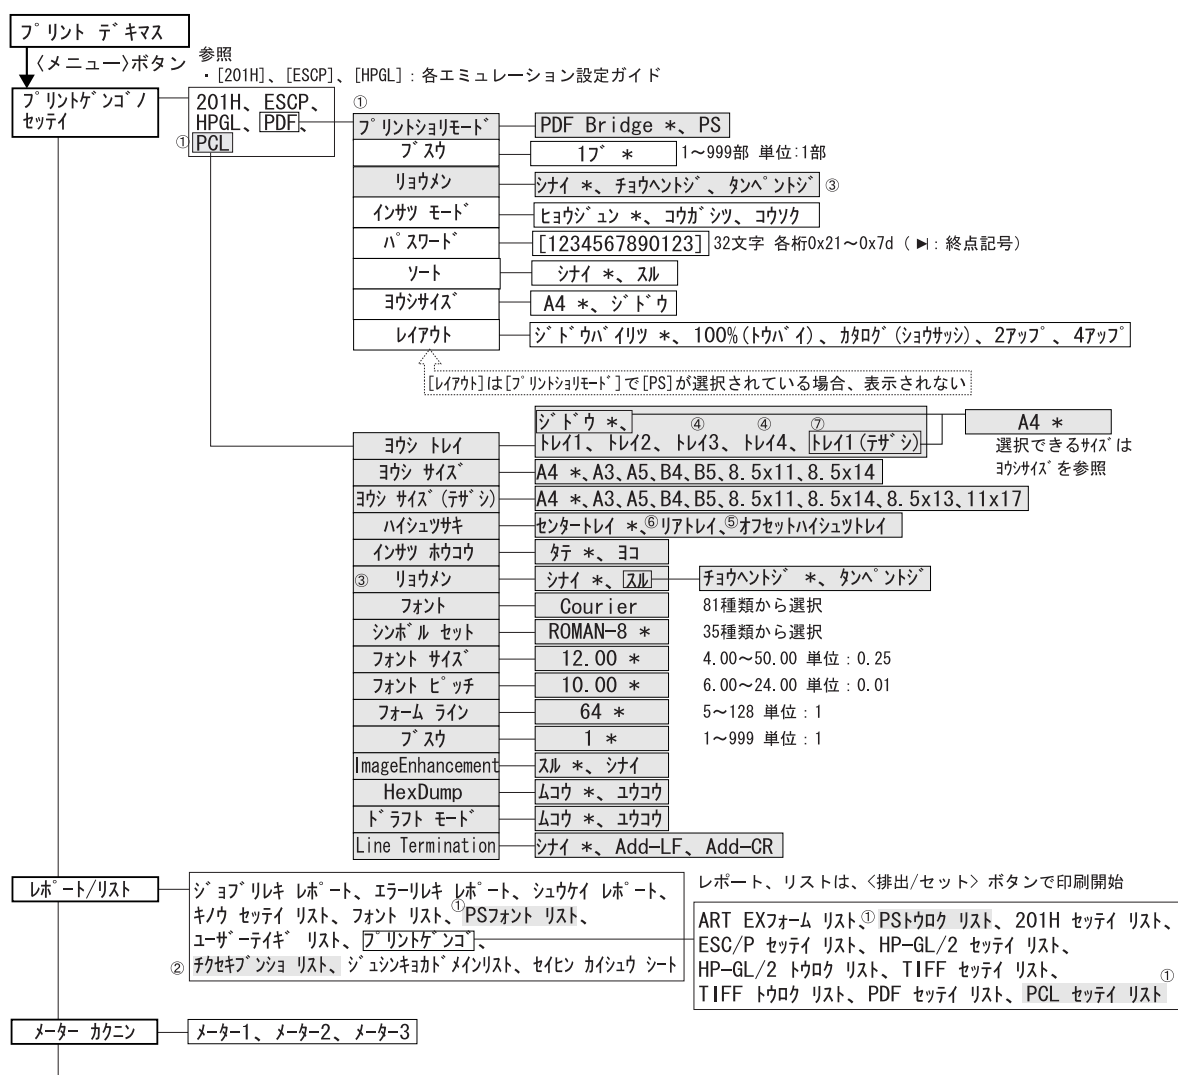 プリント デキマス
〈メニュー〉ボタン
参照
・[201H]、[ESCP]、[HPGL]：各エミュレーション設定ガイド
プリントゲンゴノ
セッテイ
201H、ESCP、
HPGL、PDF、
①PCL
①
プリントショリモード
PDF Bridge *、PS
ブスウ
1ブ *
1～999部 単位：1部
リョウメン
シナイ *、チョウヘントジ、タンペントジ ③
インサツ モード
ヒョウジュン *、コウガシツ、コウソク
パスワード
[1234567890123] 32文字 各桁0x21～0x7d（▶|：終点記号）
ソート
シナイ *、スル
ヨウシサイズ
A4 *、ジドウ
レイアウト
ジドウバイリツ *、100%(トウバイ)、カタログ(ショウサッシ)、2アップ、4アップ
[レイアウト]は[プリントショリモード]で[PS]が選択されている場合、表示されない
ヨウシ トレイ
ジドウ *、
④ ④ ⑦
トレイ1、トレイ2、トレイ3、トレイ4、トレイ1(テザシ)
A4 *
選択できるサイズは
ヨウシサイズを参照
ヨウシ サイズ
A4 *、A3、A5、B4、B5、8.5x11、8.5x14
ヨウシ サイズ(テザシ)
A4 *、A3、A5、B4、B5、8.5x11、8.5x14、8.5x13、11x17
ハイシュツサキ
センタートレイ *、⑥リアトレイ、⑤オフセットハイシュツトレイ
インサツ ホウコウ
タテ *、ヨコ
③ リョウメン
シナイ *、スル
チョウヘントジ *、タンペントジ
フォント
Courier
81種類から選択
シンボル セット
ROMAN-8 *
35種類から選択
フォント サイズ
12.00 *
4.00～50.00 単位：0.25
フォント ピッチ
10.00 *
6.00～24.00 単位：0.01
フォーム ライン
64 *
5～128 単位：1
ブスウ
1 *
1～999 単位：1
ImageEnhancement
スル *、シナイ
HexDump
ムコウ *、ユウコウ
ドラフト モード
ムコウ *、ユウコウ
Line Termination
シナイ *、Add-LF、Add-CR
レポート/リスト
ジョブリレキ レポート、エラーリレキ レポート、シュウケイ レポート、
キノウ セッテイ リスト、フォント リスト、①PSフォント リスト、
ユーザーテイギ リスト、プリントゲンゴ、
②チクセキブンショ リスト、ジュシンキョカドメインリスト、セイヒン カイシュウ シート
レポート、リストは、〈排出/セット〉ボタンで印刷開始
ART EXフォーム リスト、①PSトウロク リスト、201H セッテイ リスト、
ESC/P セッテイ リスト、HP-GL/2 セッテイ リスト、
HP-GL/2 トウロク リスト、TIFF セッテイ リスト、
TIFF トウロク リスト、PDF セッテイ リスト、PCL セッテイ リスト①
メーター カクニン
メーター1、メーター2、メーター3